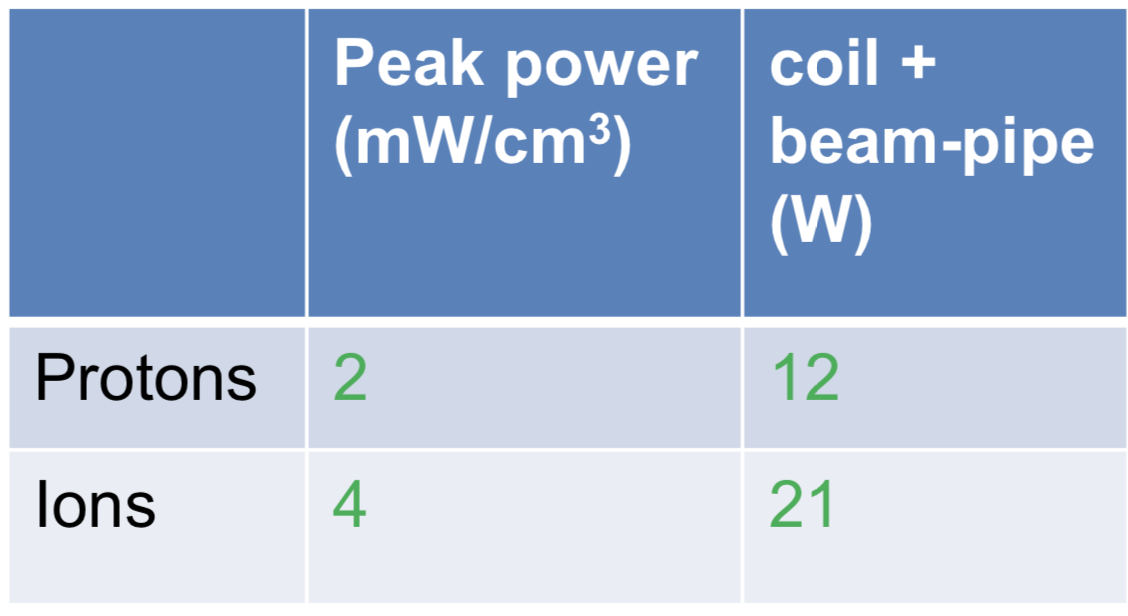 Peak power
(mW/cm³)
coil +
beam-pipe
(W)
Protons 2 12
Ions 4 21